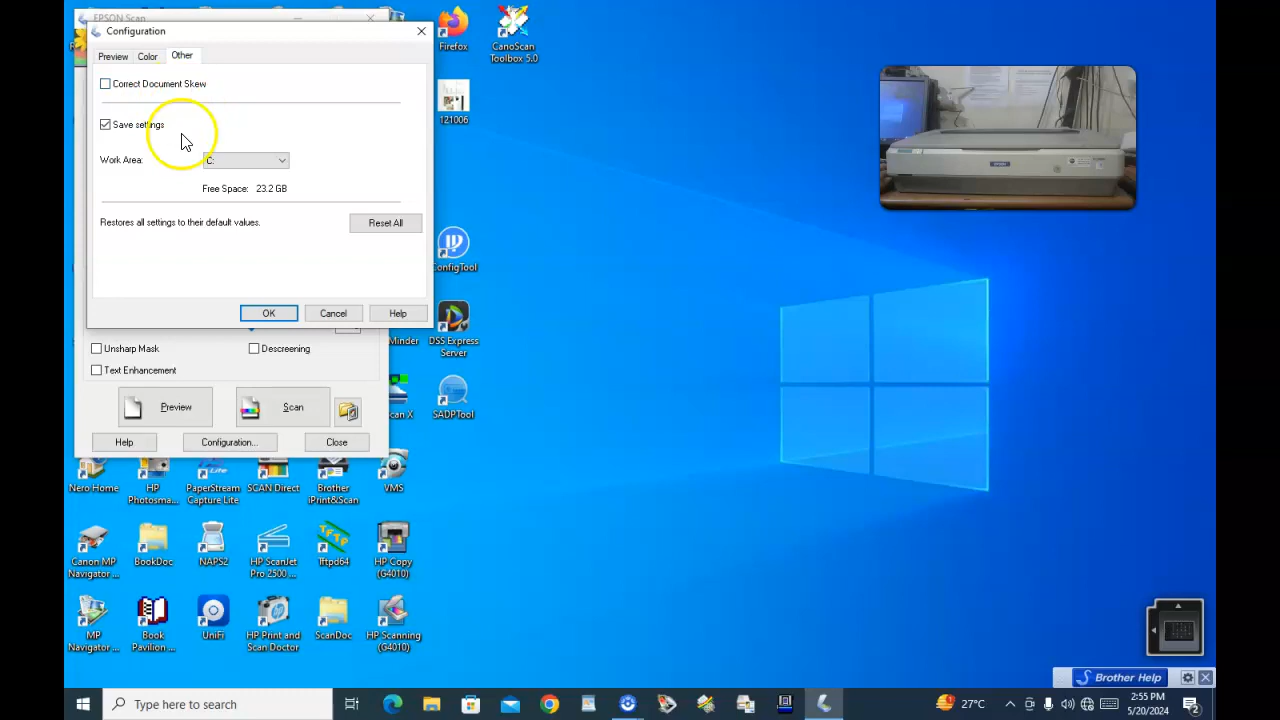 EPSON Scan
Configuration
Preview
Color
Other
Correct Document Skew
Save settings
Work Area:
C:
Free Space: 23.2 GB
Restores all settings to their default values.
Reset All
OK
Cancel
Help
Unsharp Mask
Descreening
Text Enhancement
Preview
Scan
Help
Configuration...
Close
Firefox
CanoScan
Toolbox 5.0
121006
ConfigTool
Minder
DSS Express
Server
can X
SADPTool
Nero Home
HP
Photosma...
PaperStream
Capture Lite
SCAN Direct
Brother
iPrint&Scan
VMS
Canon MP
Navigator ...
BookDoc
NAPS2
HP ScanJet
Pro 2500 ...
Tftpd64
HP Copy
(G4010)
MP
Navigator ...
Book
Pavilion ...
UniFi
HP Print and
Scan Doctor
ScanDoc
HP Scanning
(G4010)
EPSON
Brother Help
Type here to search
27°C
2:55 PM
5/20/2024
2